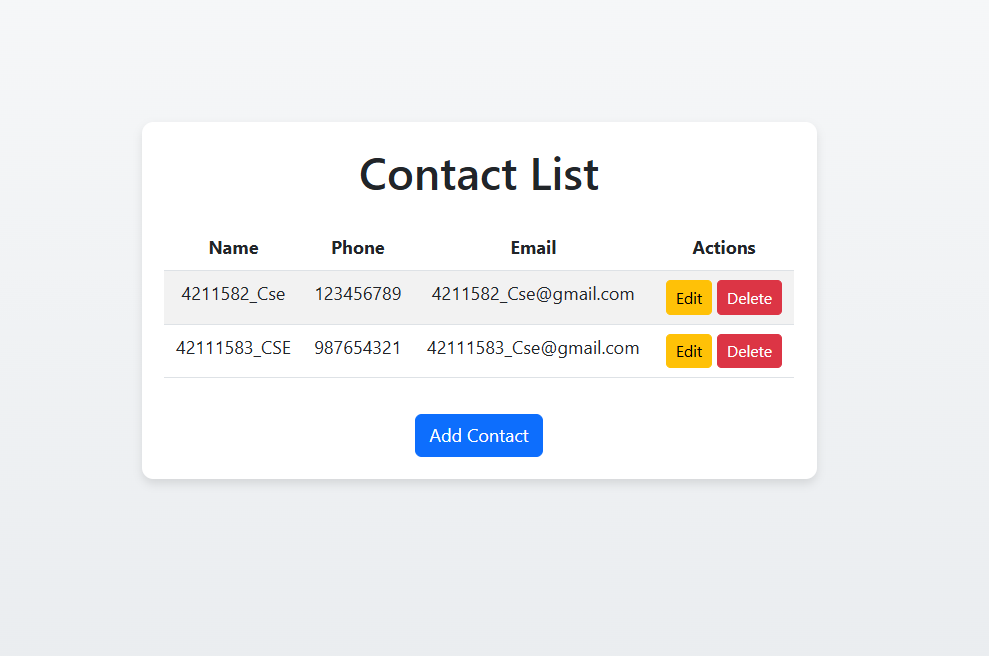 Contact List
Name Phone Email Actions
4211582_Cse 123456789 4211582_Cse@gmail.com Edit Delete
42111583_CSE 987654321 42111583_Cse@gmail.com Edit Delete
Add Contact